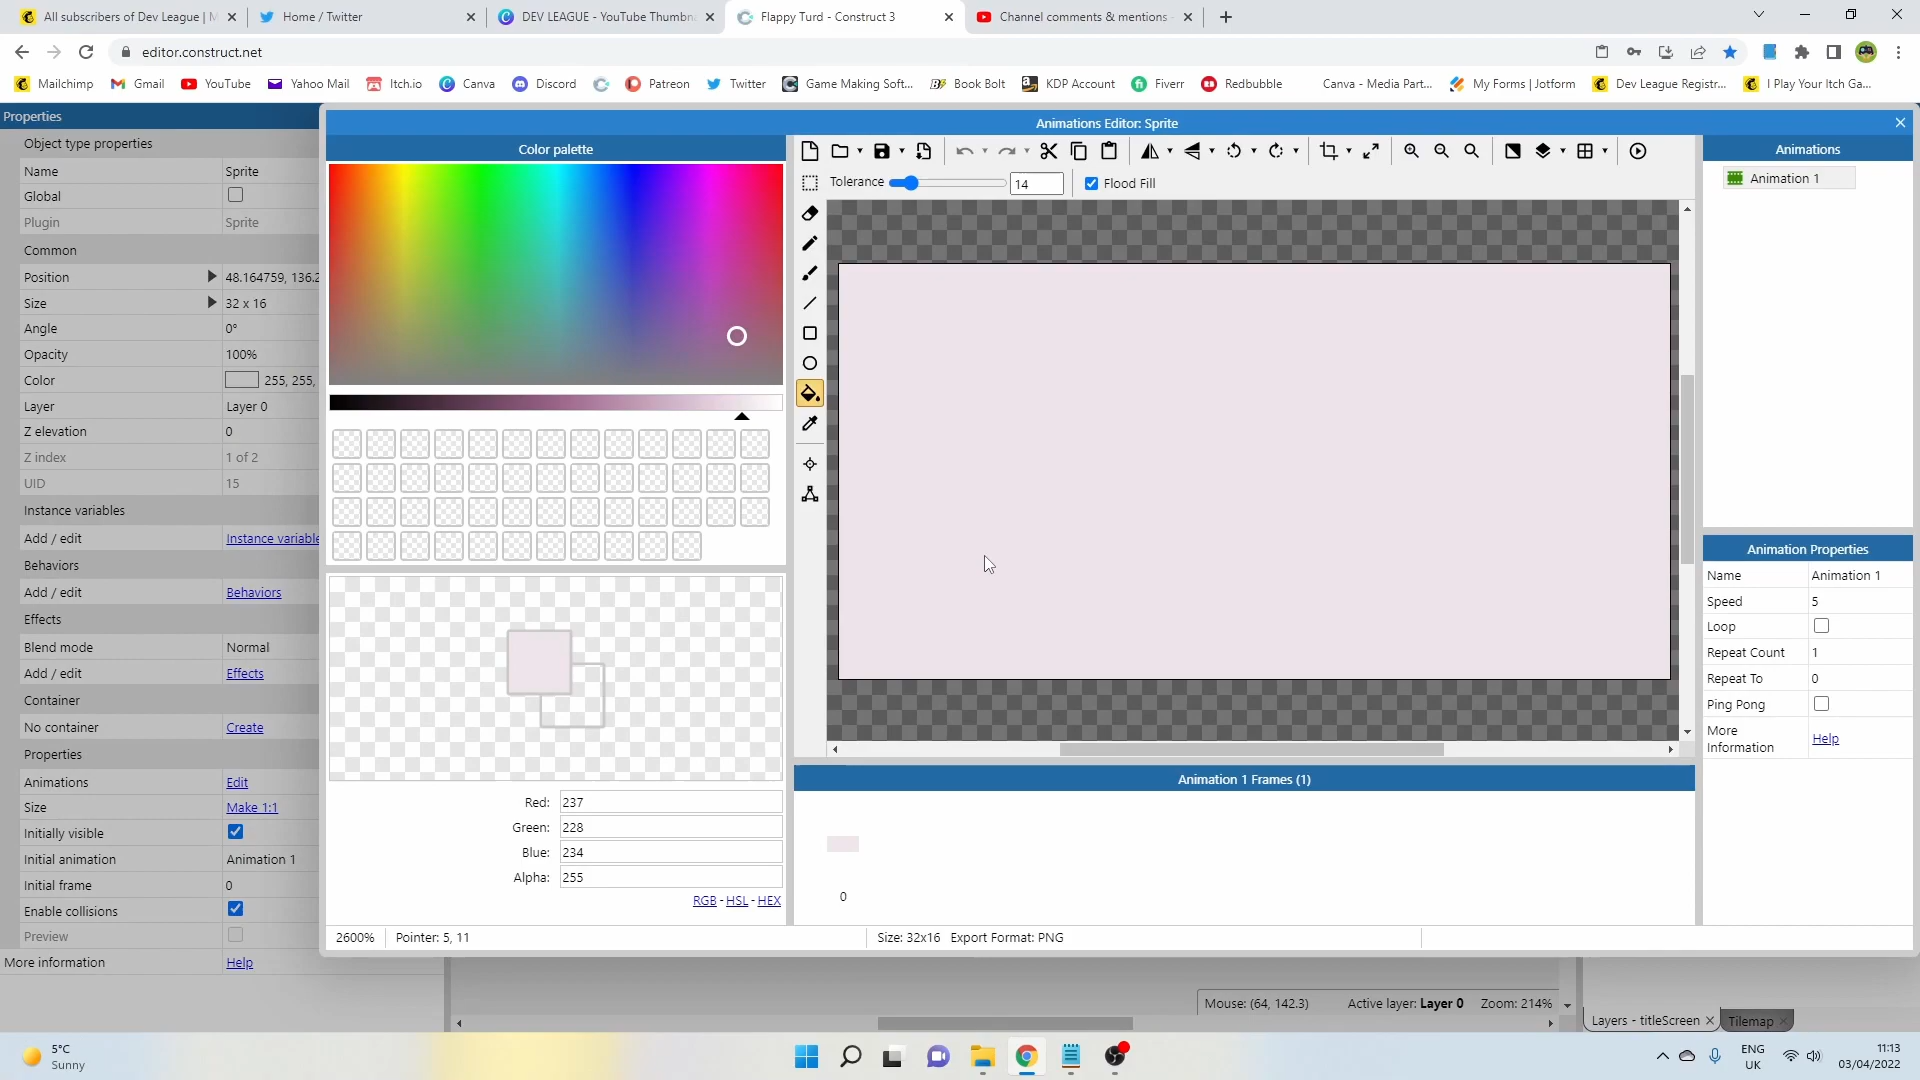 All subscribers of Dev League | M
Home / Twitter
DEV LEAGUE - YouTube Thumbn
Flappy Turd - Construct 3
Channel comments & mentions
editor.construct.net
Mailchimp
Gmail
YouTube
Yahoo Mail
Itch.io
Canva
Discord
Patreon
Twitter
Game Making Soft...
Book Bolt
KDP Account
Fiverr
Redbubble
Canva - Media Part...
My Forms | Jotform
Dev League Registr...
I Play Your Itch Ga...
Properties
Animations Editor: Sprite
Object type properties
Color palette
Animations
Name Sprite
Tolerance 14 Flood Fill
Animation 1
Global
Plugin Sprite
Common
Position 48.164759, 136.2
Size 32 x 16
Angle 0°
Opacity 100%
Color 255, 255,
Layer Layer 0
Z elevation 0
Z index 1 of 2
UID 15
Instance variables
Add / edit Instance variable
Behaviors
Add / edit Behaviors
Effects
Blend mode Normal
Add / edit Effects
Container
No container Create
Properties
Animations Edit
Size Make 1:1
Initially visible
Initial animation Animation 1
Initial frame 0
Enable collisions
Preview
More information Help
Red: 237
Green: 228
Blue: 234
Alpha: 255
RGB - HSL - HEX
Animation 1 Frames (1)
0
Animation Properties
Name Animation 1
Speed 5
Loop
Repeat Count 1
Repeat To 0
Ping Pong
More
Information Help
2600% Pointer: 5, 11 Size: 32x16 Export Format: PNG
Mouse: (64, 142.3) Active layer: Layer 0 Zoom: 214%
Layers - titleScreen
Tilemap
5°C
Sunny
ENG
UK
11:13
03/04/2022